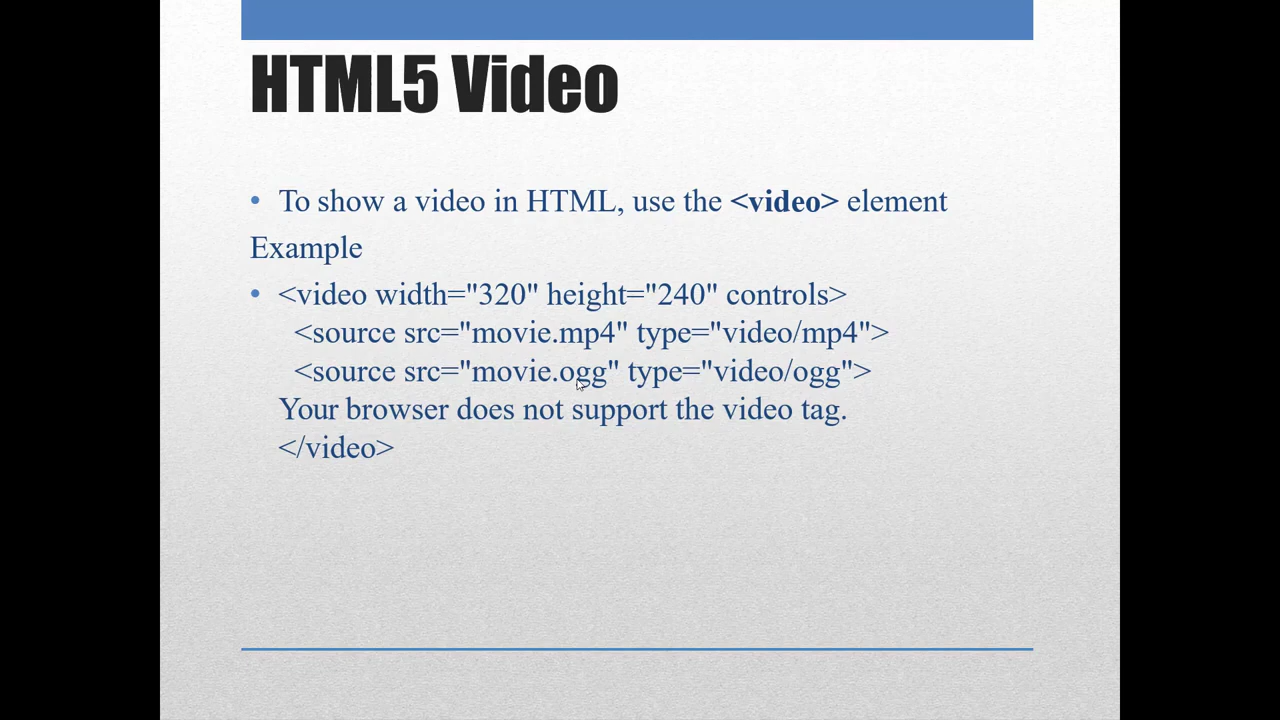 HTML5 Video
• To show a video in HTML, use the <video> element
Example
• <video width="320" height="240" controls>
<source src="movie.mp4" type="video/mp4">
<source src="movie.ogg" type="video/ogg">
Your browser does not support the video tag.
</video>